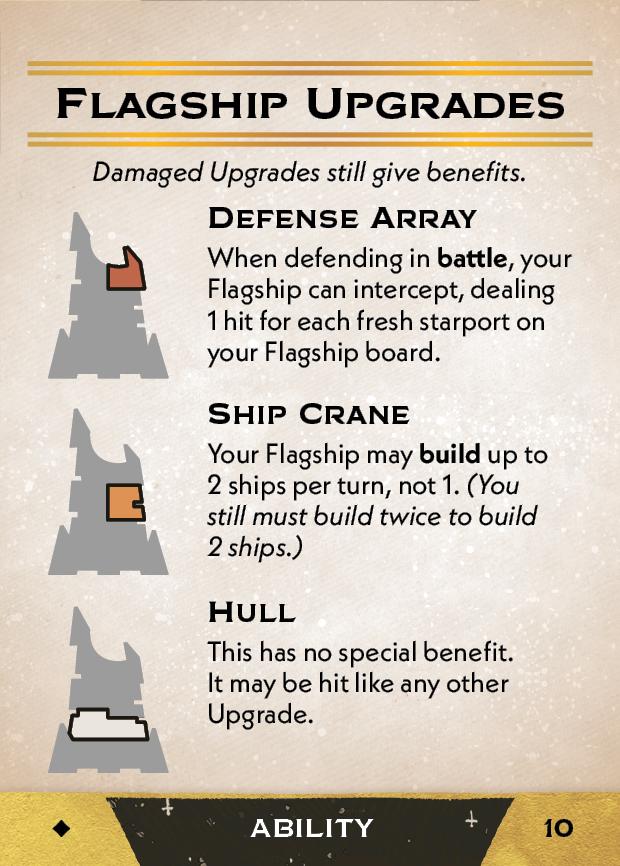 Flagship Upgrades
Damaged Upgrades still give benefits.
Defense Array
When defending in battle, your
Flagship can intercept, dealing
1 hit for each fresh starport on
your Flagship board.
Ship Crane
Your Flagship may build up to
2 ships per turn, not 1. (You
still must build twice to build
2 ships.)
Hull
This has no special benefit.
It may be hit like any other
Upgrade.
ABILITY
10